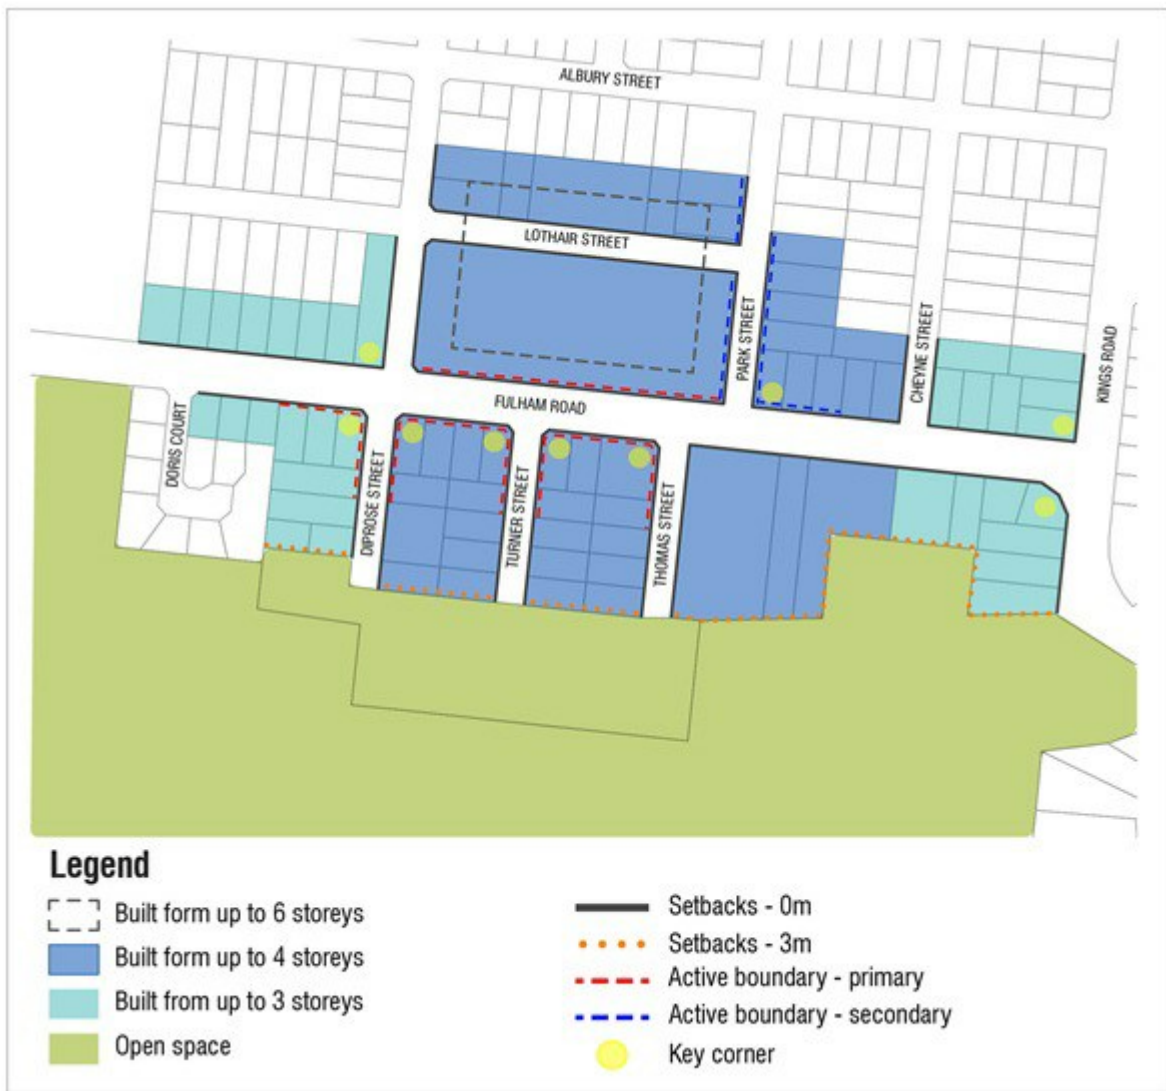 ALBURY STREET
LOTHAIR STREET
PARK STREET
CHEYNE STREET
KINGS ROAD
FULHAM ROAD
DORIS COURT
DIPROSE STREET
TURNER STREET
THOMAS STREET
Legend
Built form up to 6 storeys
Built form up to 4 storeys
Built from up to 3 storeys
Open space
Setbacks - 0m
Setbacks - 3m
Active boundary - primary
Active boundary - secondary
Key corner